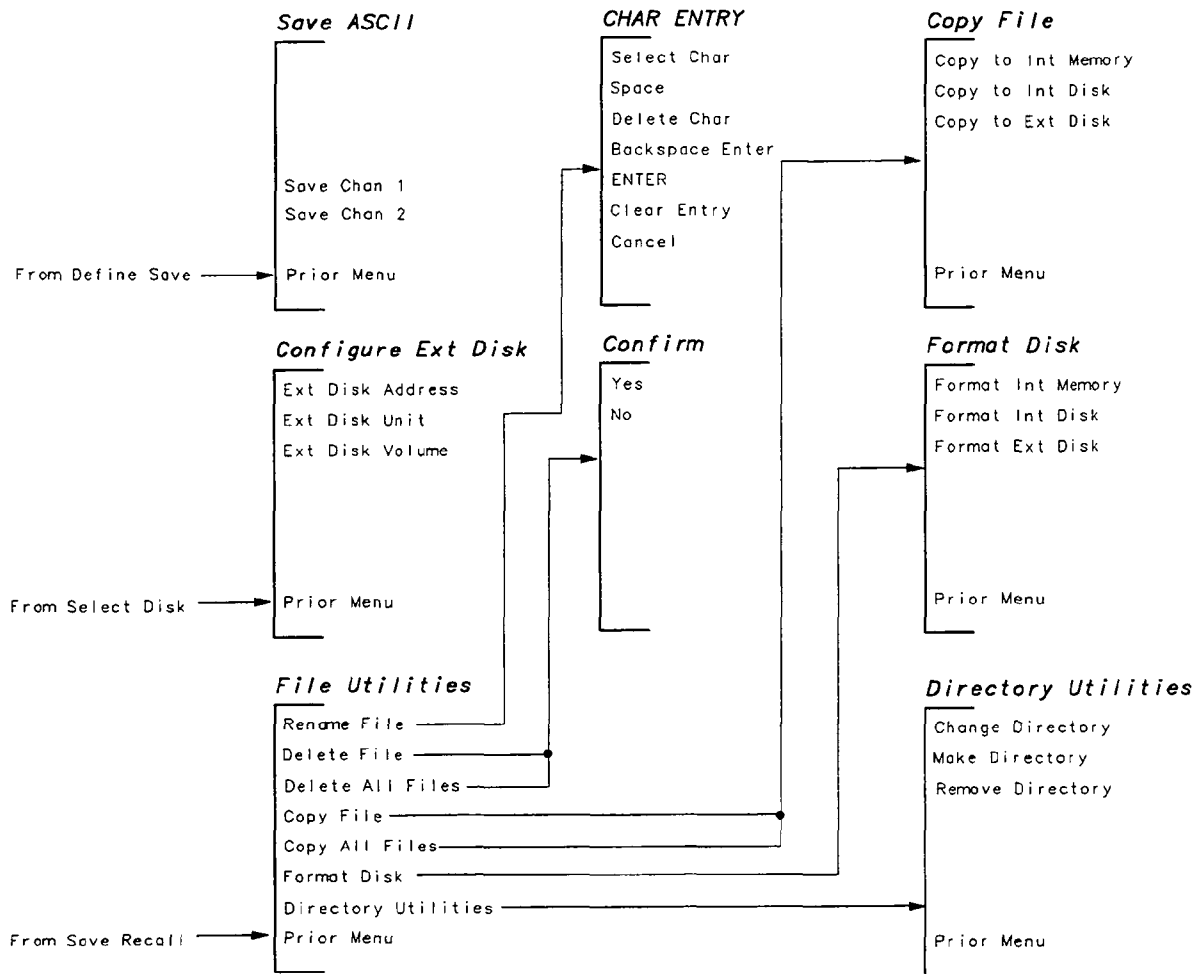 Save ASCII
Save Chan 1
Save Chan 2
From Define Save
Prior Menu
CHAR ENTRY
Select Char
Space
Delete Char
Backspace Enter
ENTER
Clear Entry
Cancel
Copy File
Copy to Int Memory
Copy to Int Disk
Copy to Ext Disk
Prior Menu
Configure Ext Disk
Ext Disk Address
Ext Disk Unit
Ext Disk Volume
From Select Disk
Prior Menu
Confirm
Yes
No
Format Disk
Format Int Memory
Format Int Disk
Format Ext Disk
Prior Menu
File Utilities
Rename File
Delete File
Delete All Files
Copy File
Copy All Files
Format Disk
Directory Utilities
From Save Recall
Prior Menu
Directory Utilities
Change Directory
Make Directory
Remove Directory
Prior Menu